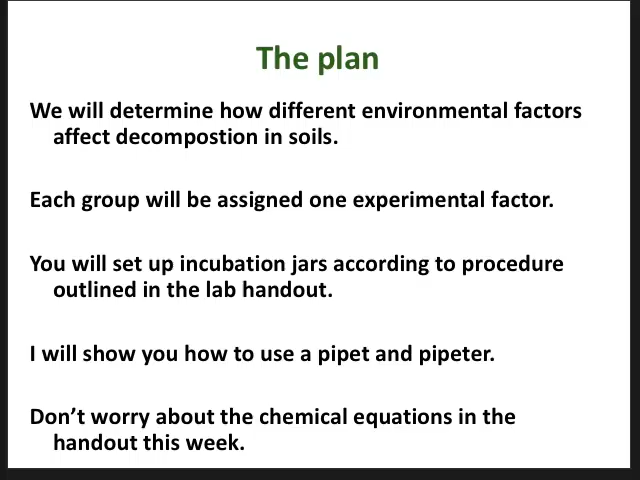 The plan
We will determine how different environmental factors
affect decompostion in soils.
Each group will be assigned one experimental factor.
You will set up incubation jars according to procedure
outlined in the lab handout.
I will show you how to use a pipet and pipeter.
Don’t worry about the chemical equations in the
handout this week.